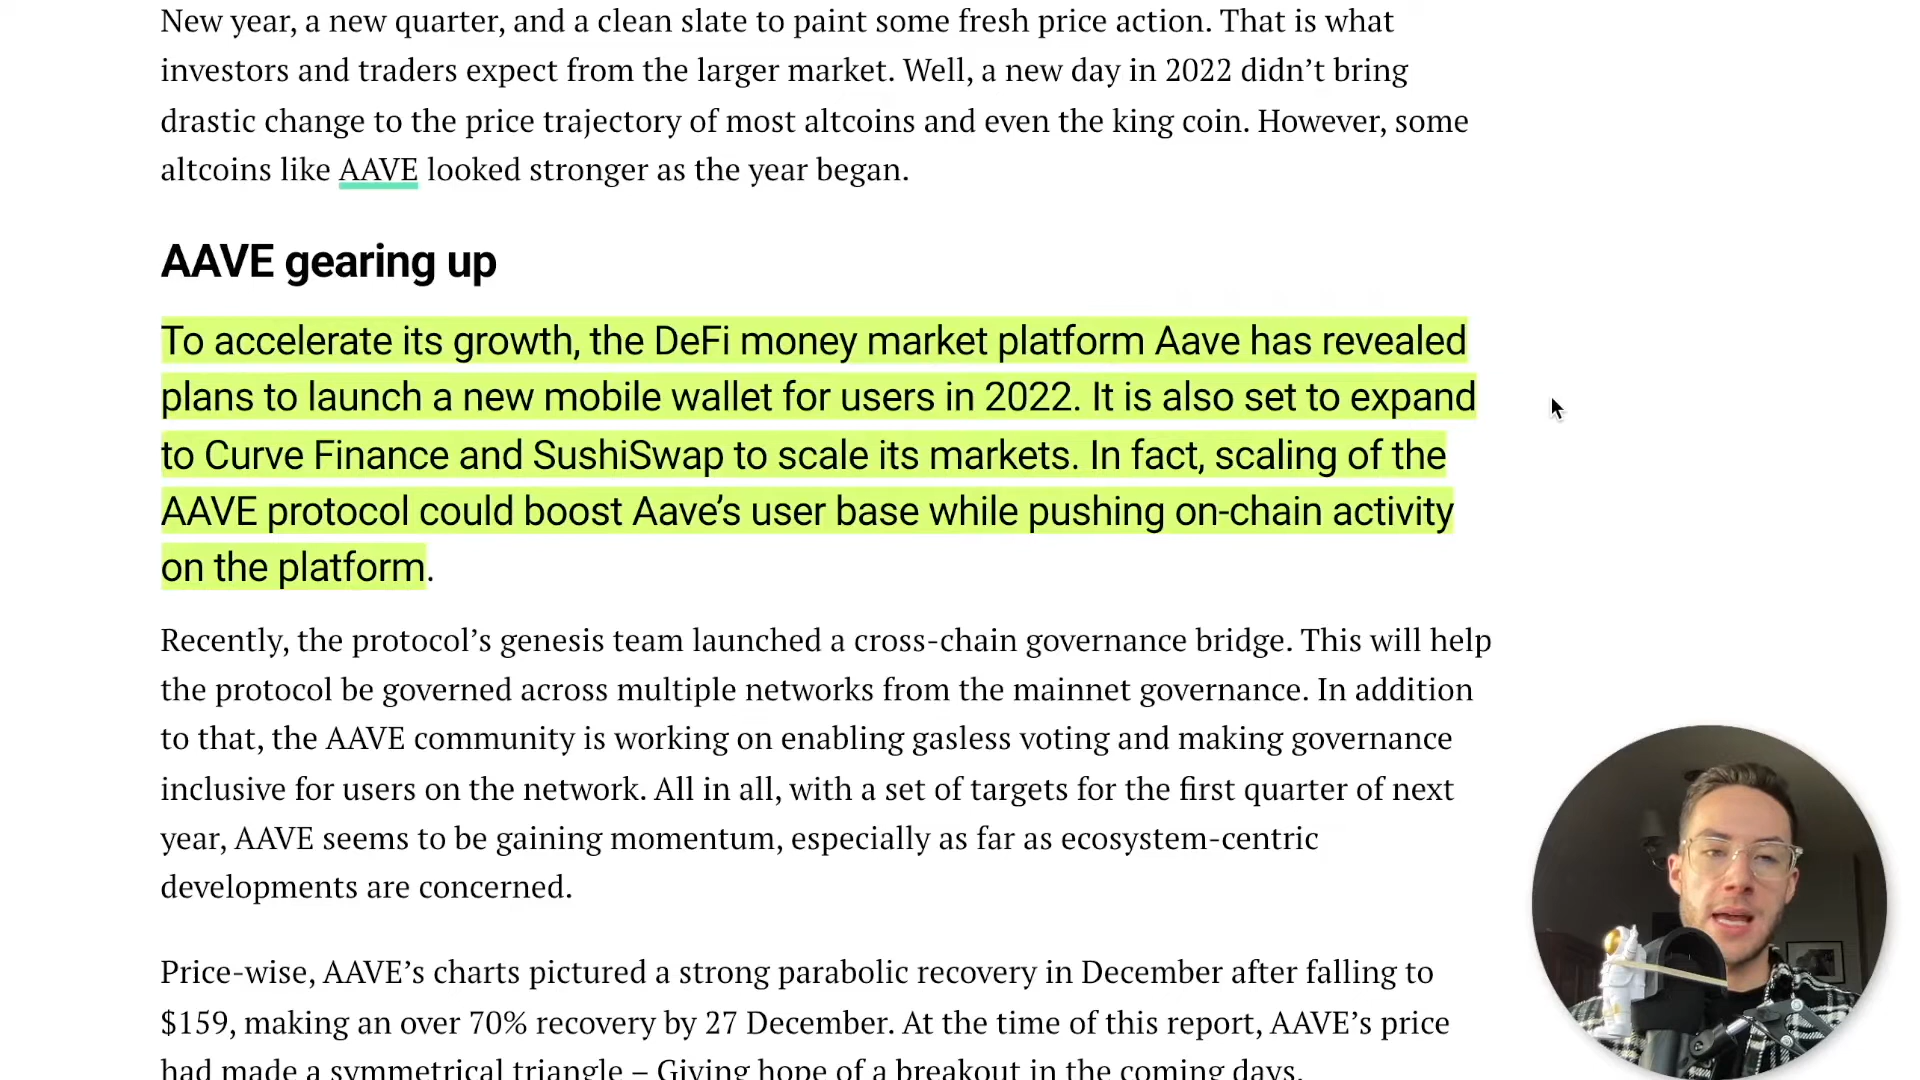 New year, a new quarter, and a clean slate to paint some fresh price action. That is what
investors and traders expect from the larger market. Well, a new day in 2022 didn’t bring
drastic change to the price trajectory of most altcoins and even the king coin. However, some
altcoins like AAVE looked stronger as the year began.
AAVE gearing up
To accelerate its growth, the DeFi money market platform Aave has revealed
plans to launch a new mobile wallet for users in 2022. It is also set to expand
to Curve Finance and SushiSwap to scale its markets. In fact, scaling of the
AAVE protocol could boost Aave’s user base while pushing on-chain activity
on the platform.
Recently, the protocol’s genesis team launched a cross-chain governance bridge. This will help
the protocol be governed across multiple networks from the mainnet governance. In addition
to that, the AAVE community is working on enabling gasless voting and making governance
inclusive for users on the network. All in all, with a set of targets for the first quarter of next
year, AAVE seems to be gaining momentum, especially as far as ecosystem-centric
developments are concerned.
Price-wise, AAVE’s charts pictured a strong parabolic recovery in December after falling to
$159, making an over 70% recovery by 27 December. At the time of this report, AAVE’s price
had made a symmetrical triangle – Giving hope of a breakout in the coming days.